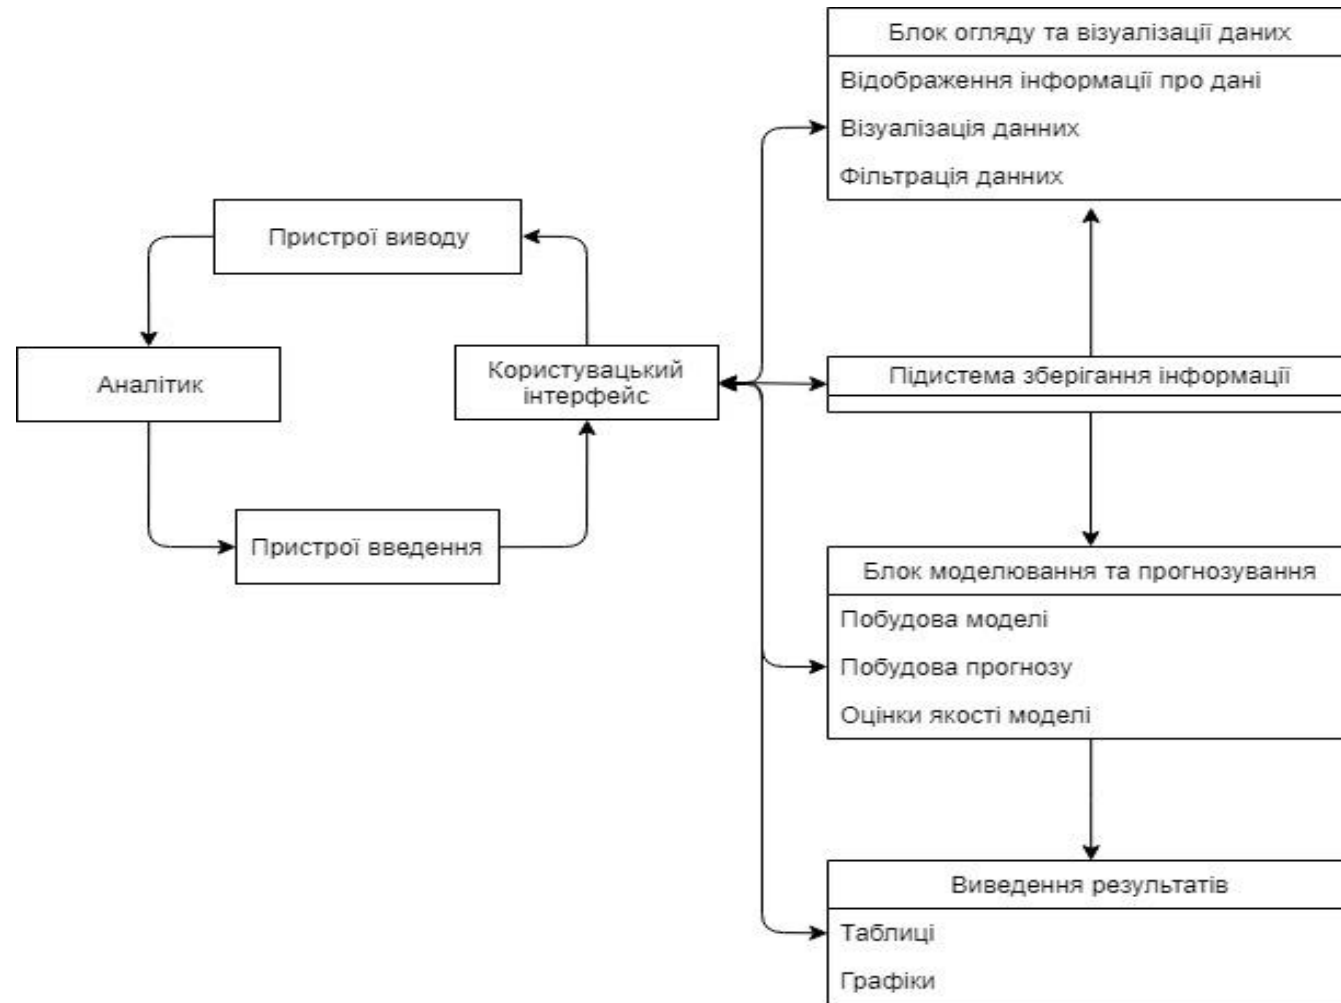 Блок огляду та візуалізації даних
Відображення інформації про дані
Візуалізація данних
Фільтрація данних
Пристрої виводу
Аналітик
Користувацький
інтерфейс
Пристрої введення
Підистема зберігання інформації
Блок моделювання та прогнозування
Побудова моделі
Побудова прогнозу
Оцінки якості моделі
Виведення результатів
Таблиці
Графіки